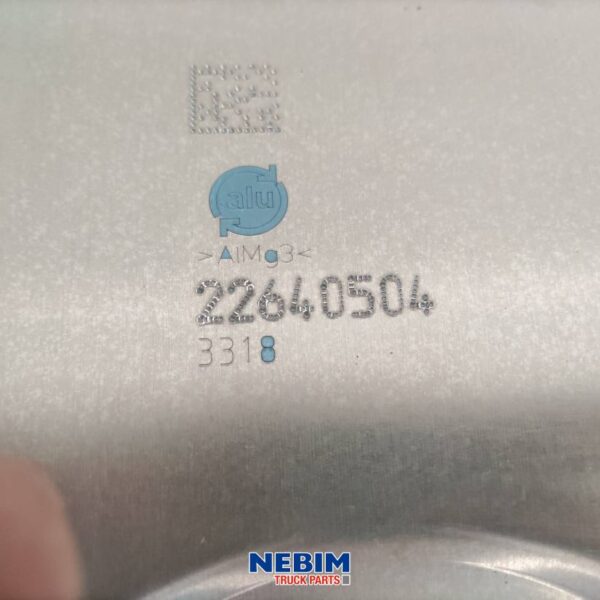 alu
>AlMg3<
22640504
3318
NEBIM
TRUCK PARTS